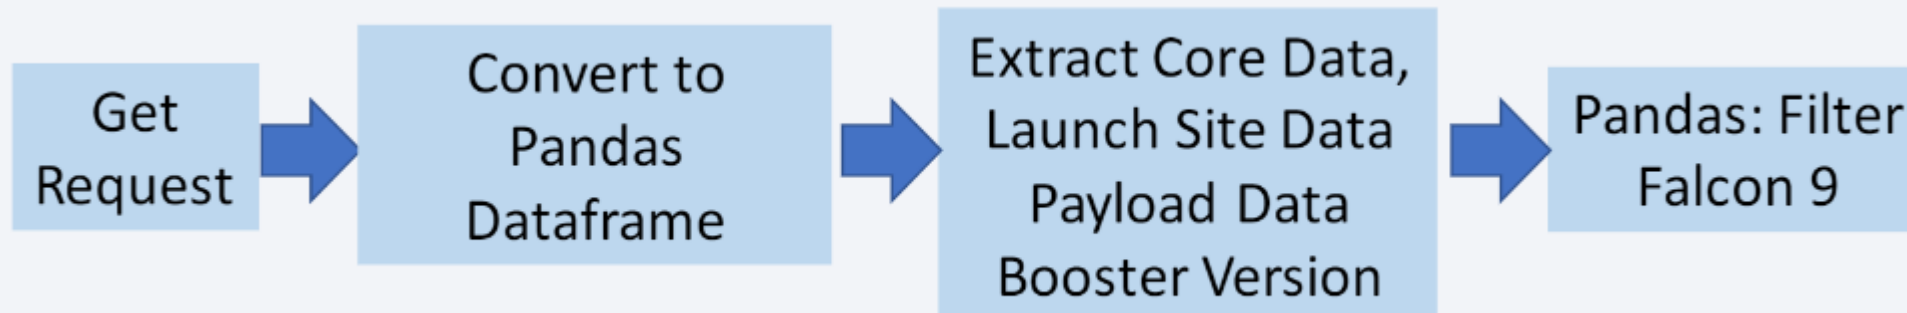 Get
Request
Convert to
Pandas
Dataframe
Extract Core Data,
Launch Site Data
Payload Data
Booster Version
Pandas: Filter
Falcon 9